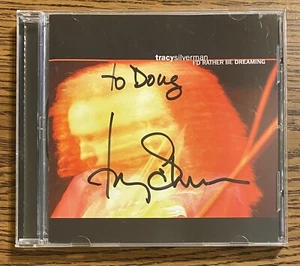 tracysilverman
I'D RATHER BE DREAMING
to Doug